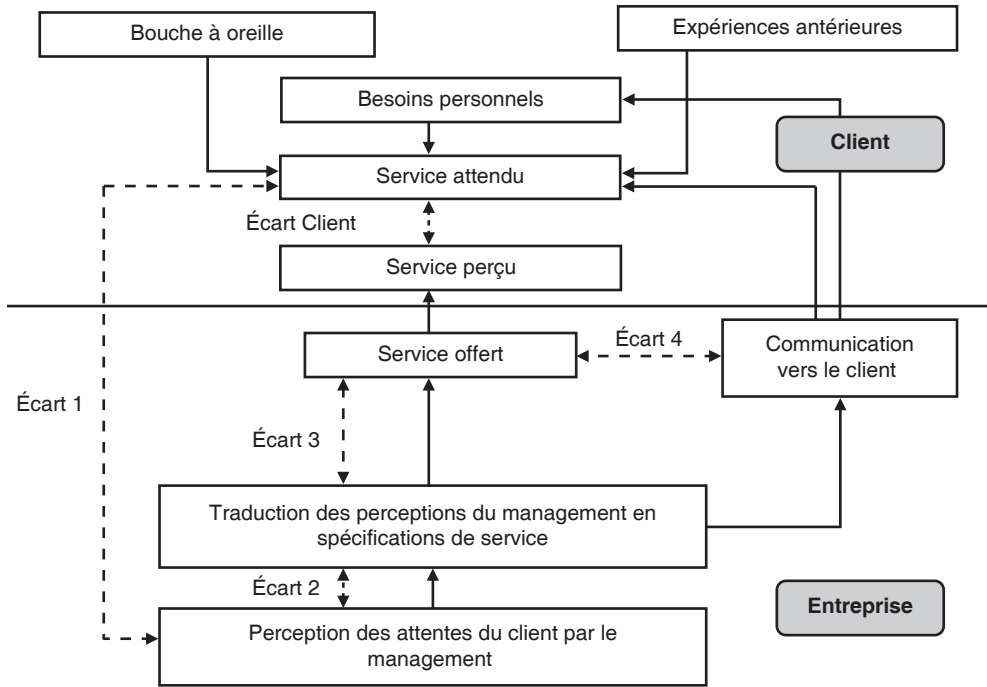 Bouche à oreille
Expériences antérieures
Besoins personnels
Client
Service attendu
Écart Client
Service perçu
Service offert
Écart 4
Communication
vers le client
Écart 1
Écart 3
Traduction des perceptions du management en
spécifications de service
Écart 2
Entreprise
Perception des attentes du client par le
management